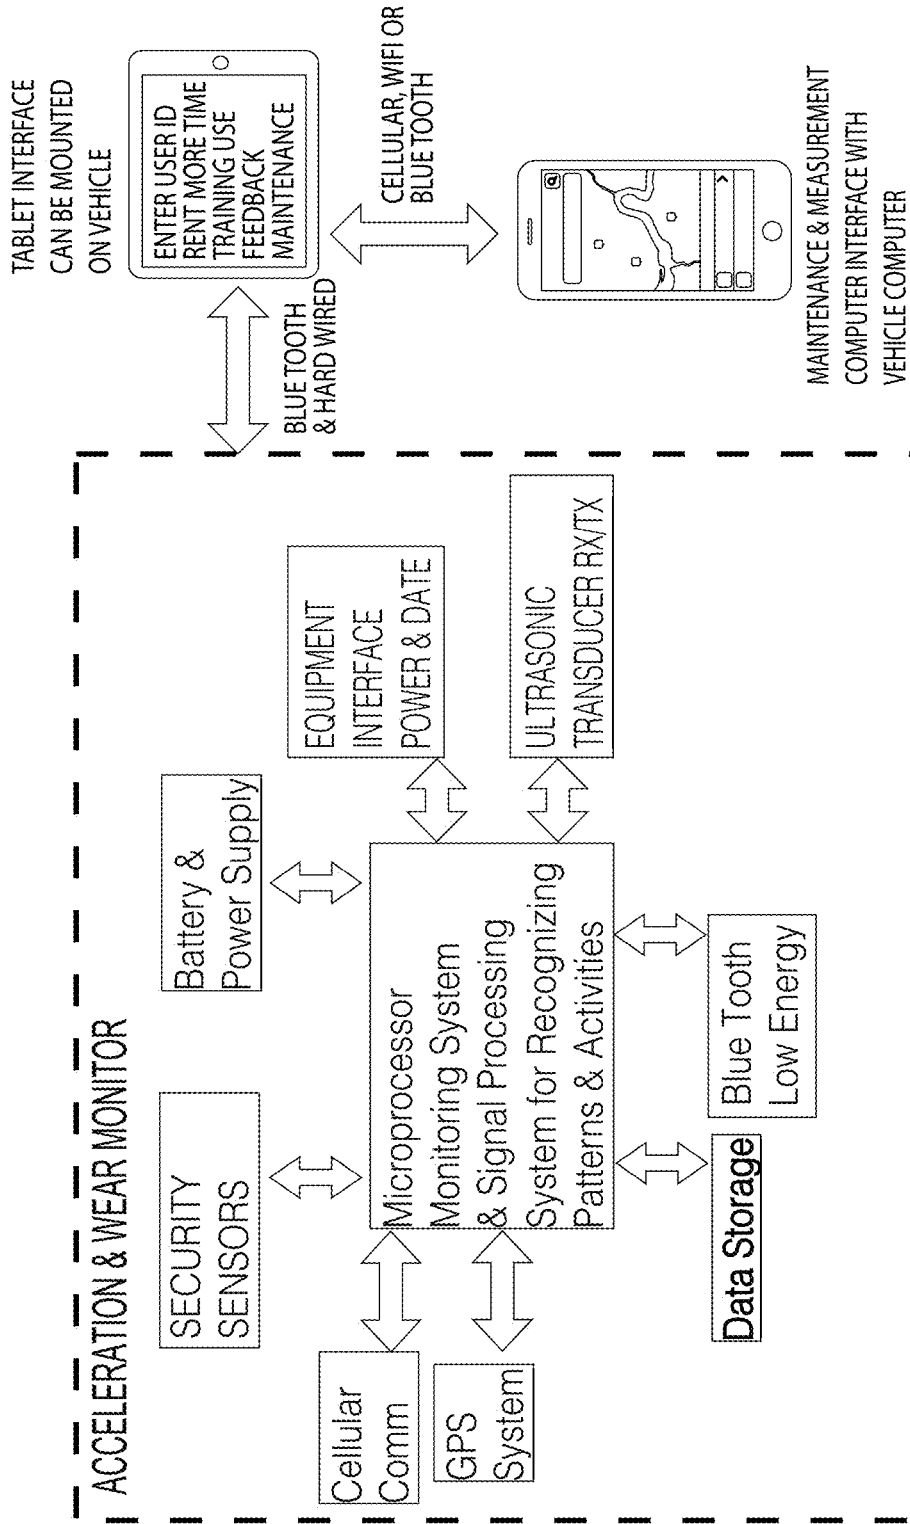 ACCELERATION & WEAR MONITOR
SECURITY
SENSORS
Battery &
Power Supply
Cellular
Comm
GPS
System
Microprocessor
Monitoring System
& Signal Processing
System for Recognizing
Patterns & Activities
EQUIPMENT
INTERFACE
POWER & DATE
ULTRASONIC
TRANSDUCER RX/TX
Data Storage
Blue Tooth
Low Energy
BLUE TOOTH
& HARD WIRED
TABLET INTERFACE
CAN BE MOUNTED
ON VEHICLE
ENTER USER ID
RENT MORE TIME
TRAINING USE
FEEDBACK
MAINTENANCE
CELLULAR, WIFI OR
BLUE TOOTH
MAINTENANCE & MEASUREMENT
COMPUTER INTERFACE WITH
VEHICLE COMPUTER